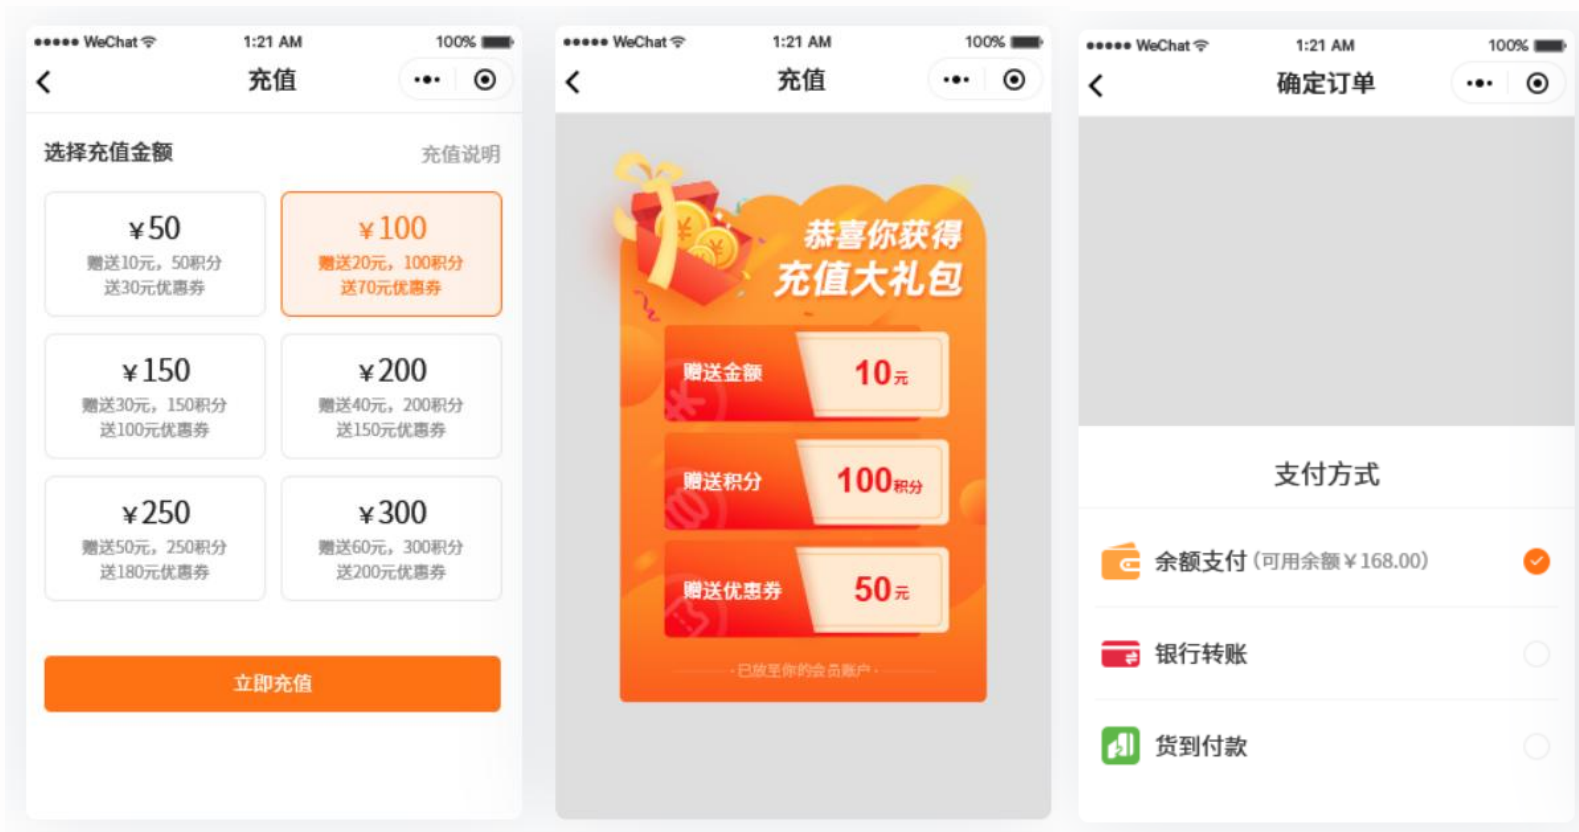 WeChat
1:21 AM
100%
充值
选择充值金额
充值说明
¥50
赠送10元，50积分
送30元优惠券
¥100
赠送20元，100积分
送70元优惠券
¥150
赠送30元，150积分
送100元优惠券
¥200
赠送40元，200积分
送150元优惠券
¥250
赠送50元，250积分
送180元优惠券
¥300
赠送60元，300积分
送200元优惠券
立即充值
WeChat
1:21 AM
100%
充值
恭喜你获得
充值大礼包
赠送金额
10元
赠送积分
100积分
赠送优惠券
50元
·已放至你的会员账户·
WeChat
1:21 AM
100%
确定订单
支付方式
余额支付(可用余额¥168.00)
银行转账
货到付款